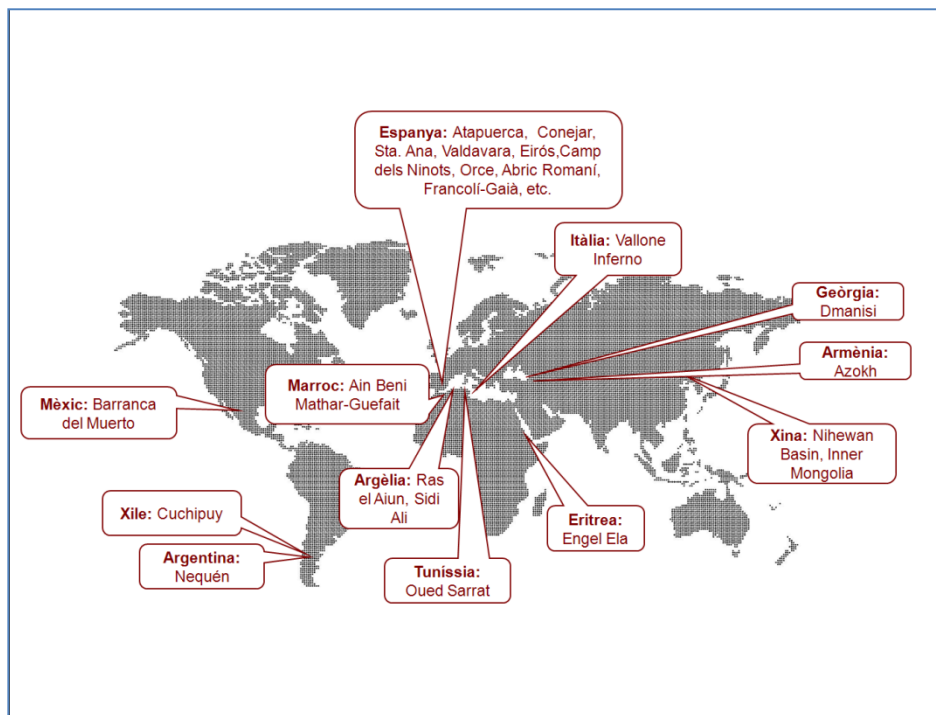 Espanya: Atapuerca, Conejar,
Sta. Ana, Valdavara, Eirós,Camp
dels Ninots, Orce, Abric Romaní,
Francolí-Gaià, etc.
Itàlia: Vallone
Inferno
Geòrgia:
Dmanisi
Armènia:
Azokh
Marroc: Ain Beni
Mathar-Guefait
Mèxic: Barranca
del Muerto
Xina: Nihewan
Basin, Inner
Mongolia
Argèlia: Ras
el Aiun, Sidi
Ali
Xile: Cuchipuy
Eritrea:
Engel Ela
Argentina:
Nequén
Tuníssia:
Oued Sarrat